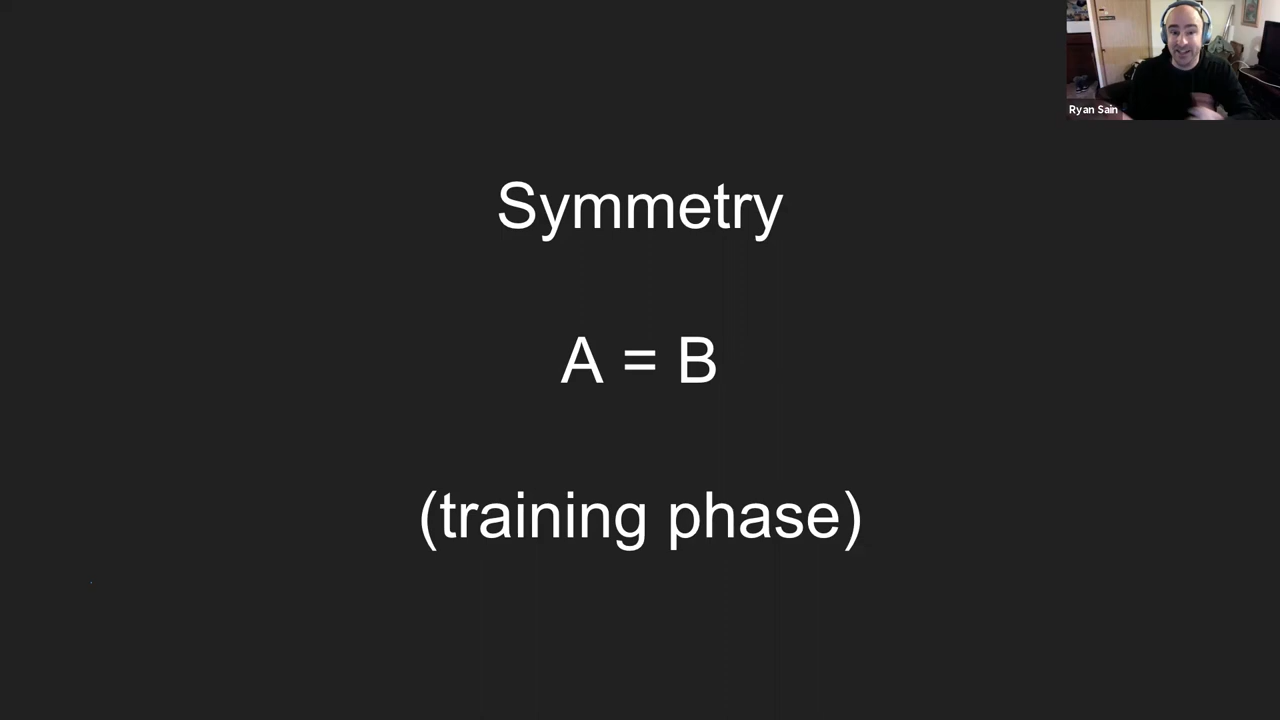 Ryan Sain
Symmetry
A = B
(training phase)